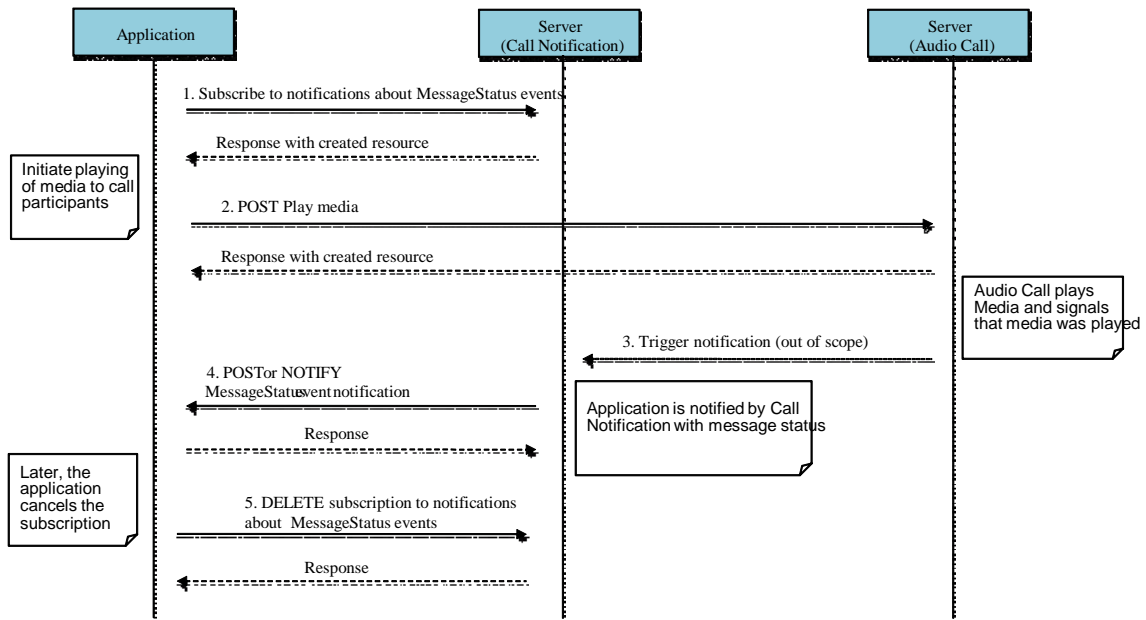 Application
Server
(Call Notification)
Server
(Audio Call)
1. Subscribe to notifications about MessageStatus events
Response with created resource
Initiate playing
of media to call
participants
2. POST Play media
Response with created resource
Audio Call plays
Media and signals
that media was played
3. Trigger notification (out of scope)
4. POSTor NOTIFY
MessageStatus event notification
Application is notified by Call
Notification with message status
Response
Later, the
application
cancels the
subscription
5. DELETE subscription to notifications
about MessageStatus events
Response